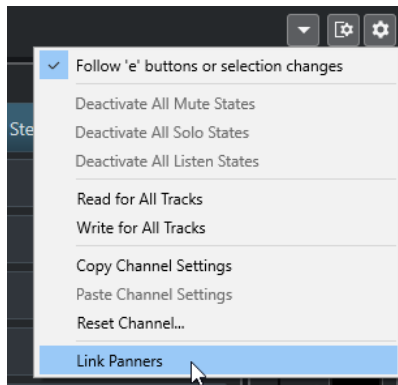 Follow 'e' buttons or selection changes
Deactivate All Mute States
Ste
Deactivate All Solo States
Deactivate All Listen States
Read for All Tracks
Write for All Tracks
Copy Channel Settings
Paste Channel Settings
Reset Channel...
Link Panners